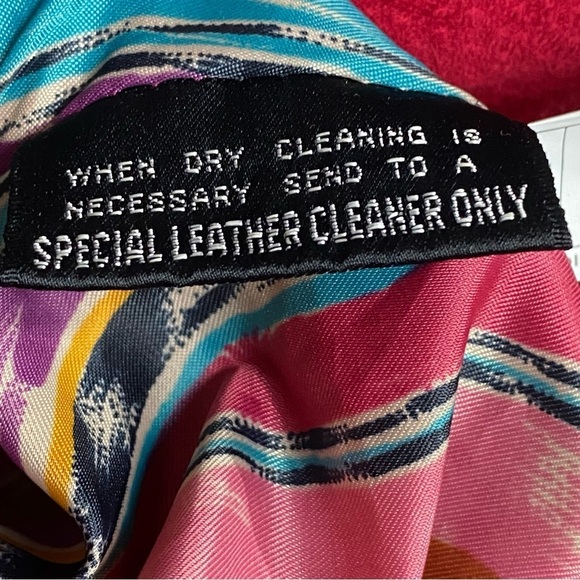 WHEN DRY CLEANING IS
NECESSARY SEND TO A
SPECIAL LEATHER CLEANER ONLY